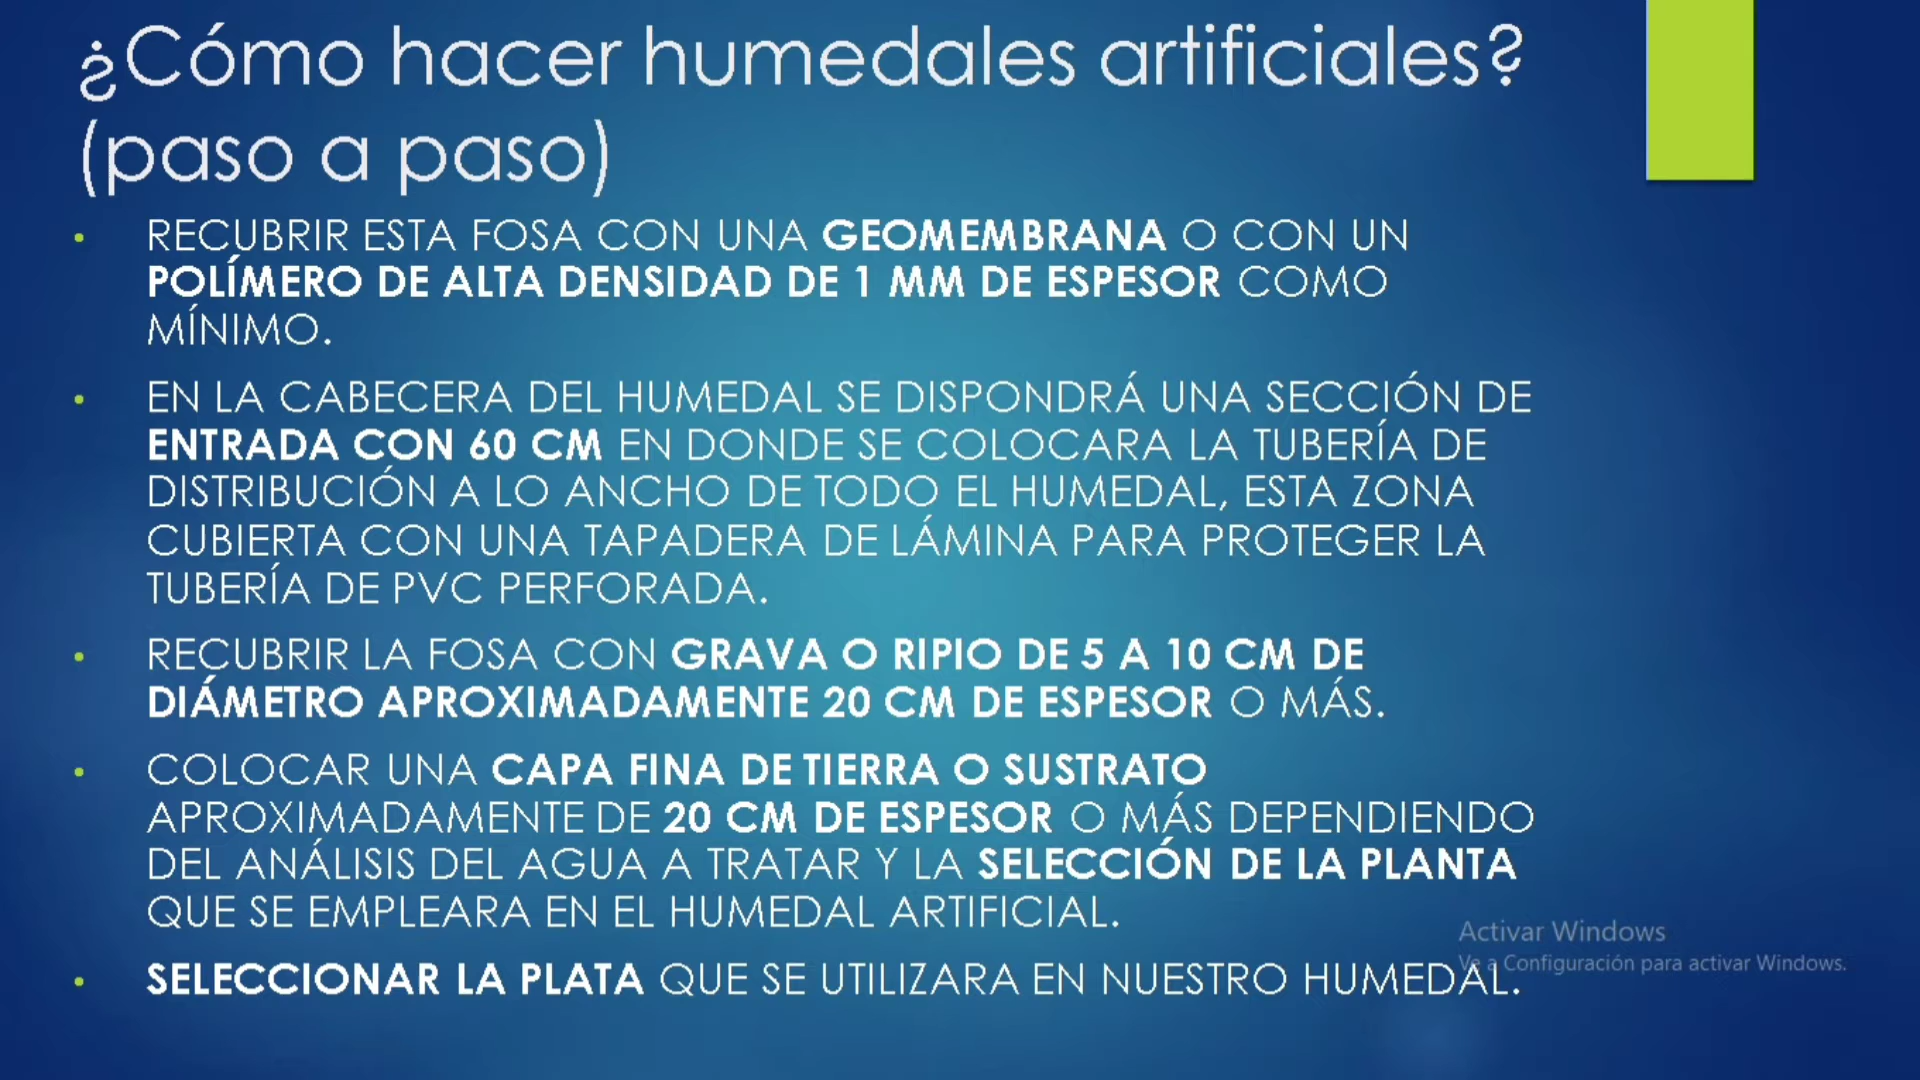 ¿Cómo hacer humedales artificiales?
(paso a paso)
• RECUBRIR ESTA FOSA CON UNA GEOMEMBRANA O CON UN
POLÍMERO DE ALTA DENSIDAD DE 1 MM DE ESPESOR COMO
MÍNIMO.
• EN LA CABECERA DEL HUMEDAL SE DISPONDRÁ UNA SECCIÓN DE
ENTRADA CON 60 CM EN DONDE SE COLOCARA LA TUBERÍA DE
DISTRIBUCIÓN A LO ANCHO DE TODO EL HUMEDAL, ESTA ZONA
CUBIERTA CON UNA TAPADERA DE LÁMINA PARA PROTEGER LA
TUBERÍA DE PVC PERFORADA.
• RECUBRIR LA FOSA CON GRAVA O RIPIO DE 5 A 10 CM DE
DIÁMETRO APROXIMADAMENTE 20 CM DE ESPESOR O MÁS.
• COLOCAR UNA CAPA FINA DE TIERRA O SUSTRATO
APROXIMADAMENTE DE 20 CM DE ESPESOR O MÁS DEPENDIENDO
DEL ANÁLISIS DEL AGUA A TRATAR Y LA SELECCIÓN DE LA PLANTA
QUE SE EMPLEARA EN EL HUMEDAL ARTIFICIAL.
• SELECCIONAR LA PLATA QUE SE UTILIZARA EN NUESTRO HUMEDAL.
Activar Windows
Ve a Configuración para activar Windows.